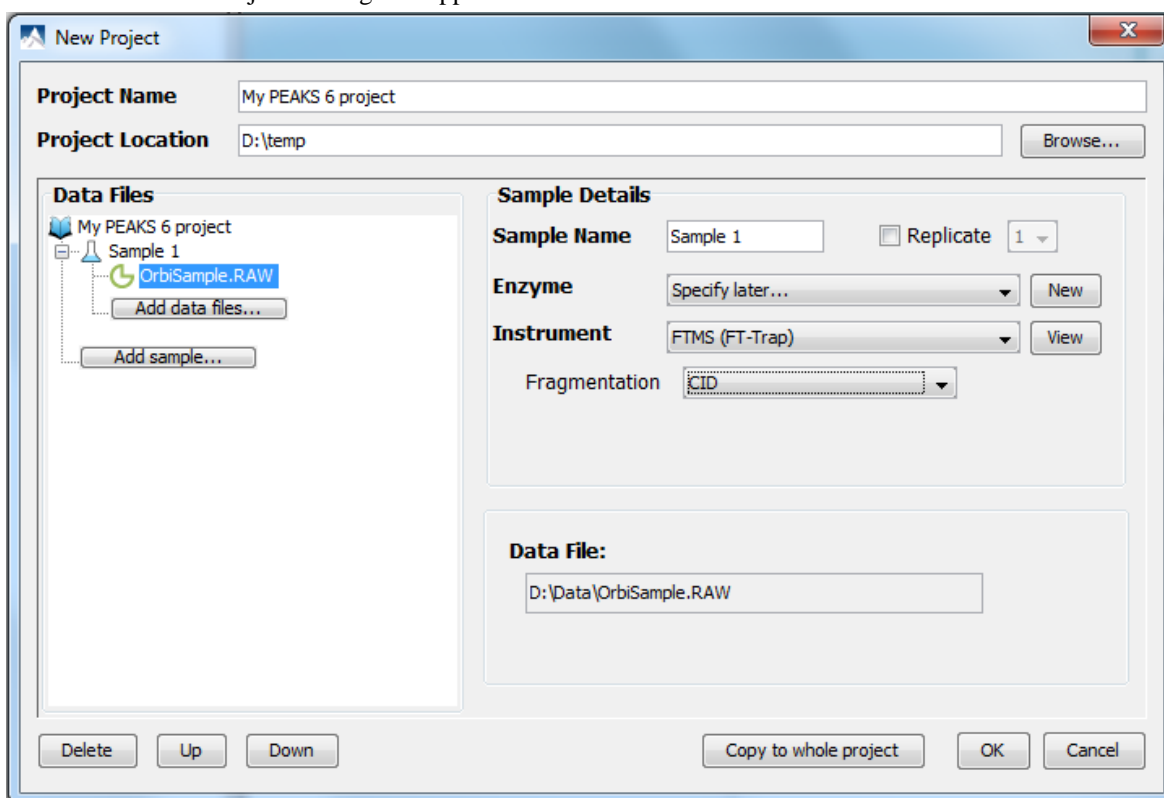 New Project
Project Name My PEAKS 6 project
Project Location D:\temp Browse...
Data Files
My PEAKS 6 project
Sample 1
OrbiSample.RAW
Add data files...
Add sample...
Sample Details
Sample Name Sample 1 Replicate 1
Enzyme Specify later... New
Instrument FTMS (FT-Trap) View
Fragmentation CID
Data File:
D:\Data\OrbiSample.RAW
Delete Up Down Copy to whole project OK Cancel